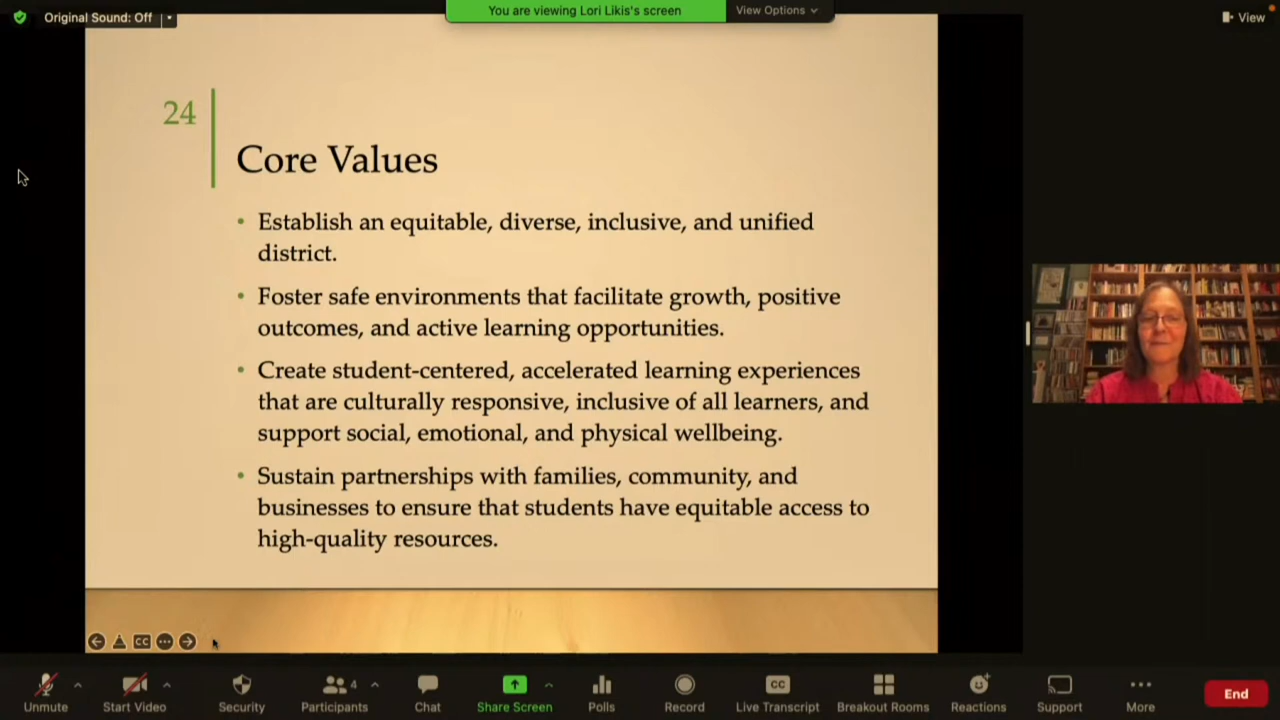 Original Sound: Off
You are viewing Lori Likis's screen
View Options
View
24
Core Values
• Establish an equitable, diverse, inclusive, and unified
district.
• Foster safe environments that facilitate growth, positive
outcomes, and active learning opportunities.
• Create student-centered, accelerated learning experiences
that are culturally responsive, inclusive of all learners, and
support social, emotional, and physical wellbeing.
• Sustain partnerships with families, community, and
businesses to ensure that students have equitable access to
high-quality resources.
CC
4
CC
Unmute
Start Video
Security
Participants
Chat
Share Screen
Polls
Record
Live Transcript
Breakout Rooms
Reactions
Support
More
End